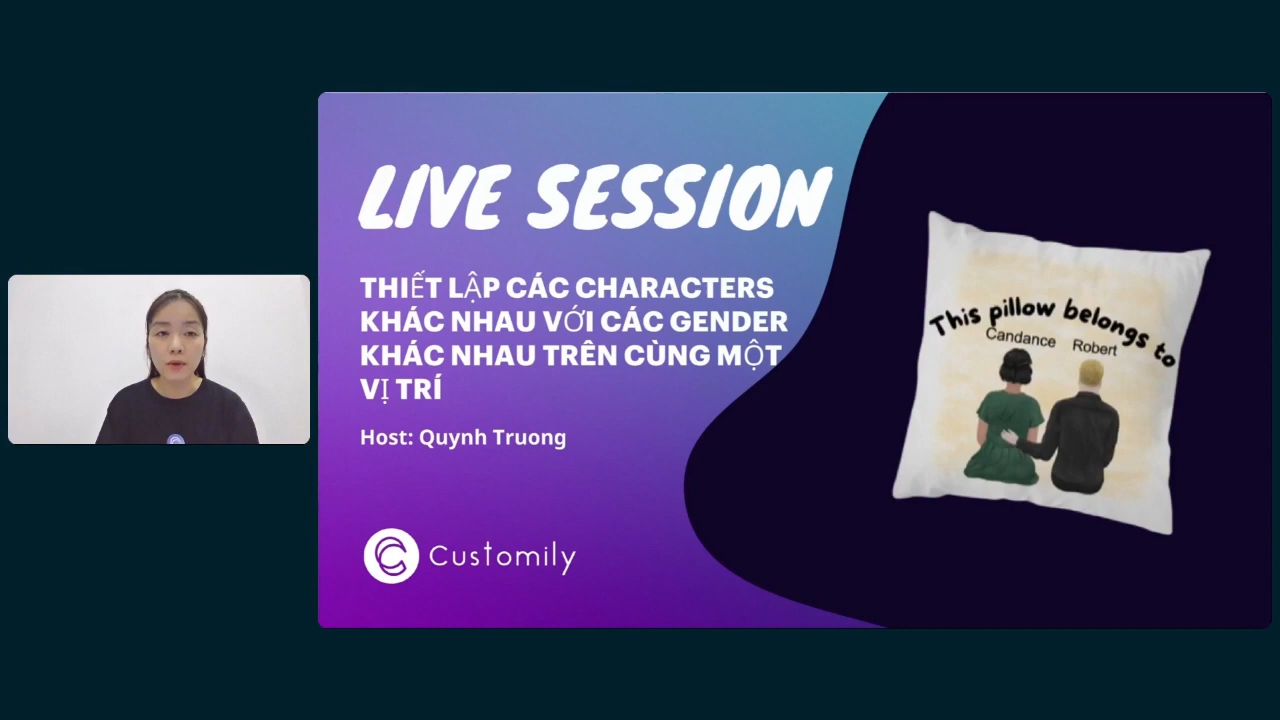 LIVE SESSION
THIẾT LẬP CÁC CHARACTERS
KHÁC NHAU VỚI CÁC GENDER
KHÁC NHAU TRÊN CÙNG MỘT
VỊ TRÍ
Host: Quynh Truong
Customily
This pillow belongs to
Candance Robert